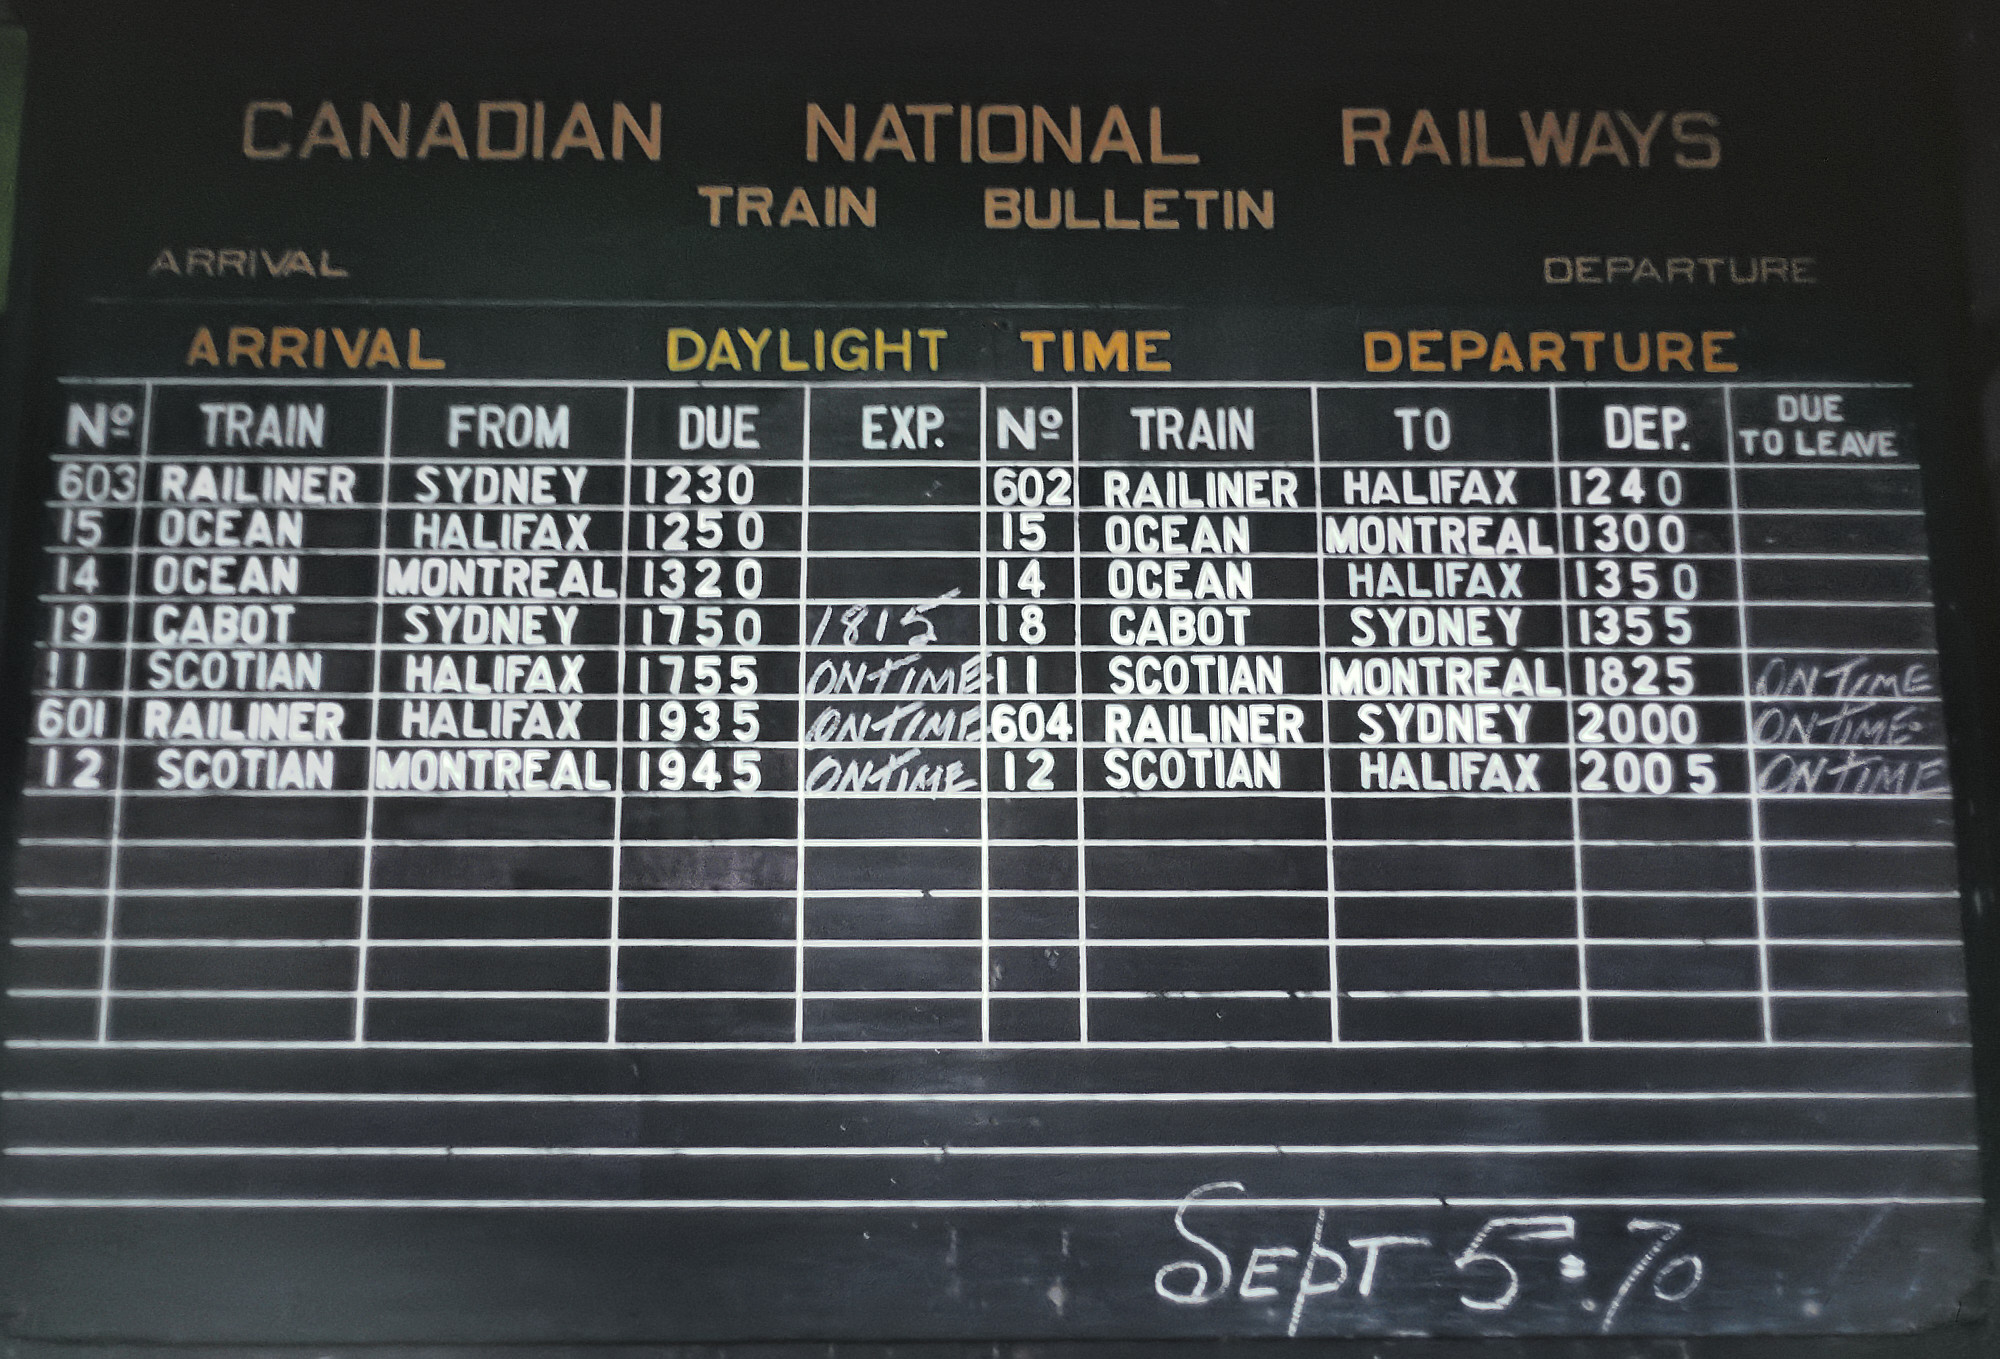 CANADIAN NATIONAL RAILWAYS
TRAIN BULLETIN
ARRIVAL DEPARTURE
ARRIVAL DAYLIGHT TIME DEPARTURE
Nº TRAIN FROM DUE EXP. Nº TRAIN TO DEP. DUE TO LEAVE
603 RAILINER SYDNEY 1230 602 RAILINER HALIFAX 1240
15 OCEAN HALIFAX 1250 15 OCEAN MONTREAL 1300
14 OCEAN MONTREAL 1320 14 OCEAN HALIFAX 1350
19 CABOT SYDNEY 1750 1815 18 CABOT SYDNEY 1355
11 SCOTIAN HALIFAX 1755 ON TIME 11 SCOTIAN MONTREAL 1825 ON TIME
601 RAILINER HALIFAX 1935 ON TIME 604 RAILINER SYDNEY 2000 ON TIME
12 SCOTIAN MONTREAL 1945 ON TIME 12 SCOTIAN HALIFAX 2005 ON TIME
SEPT 5:70